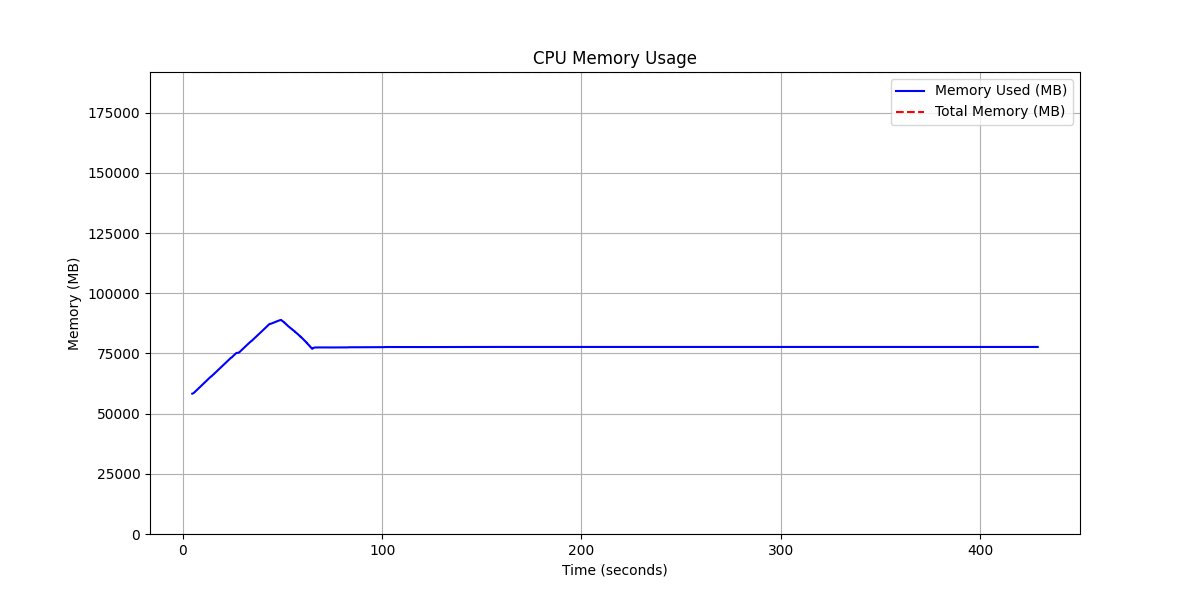 CPU Memory Usage
Memory Used (MB)
Total Memory (MB)
175000
150000
125000
100000
75000
50000
25000
0
Memory (MB)
0 100 200 300 400
Time (seconds)